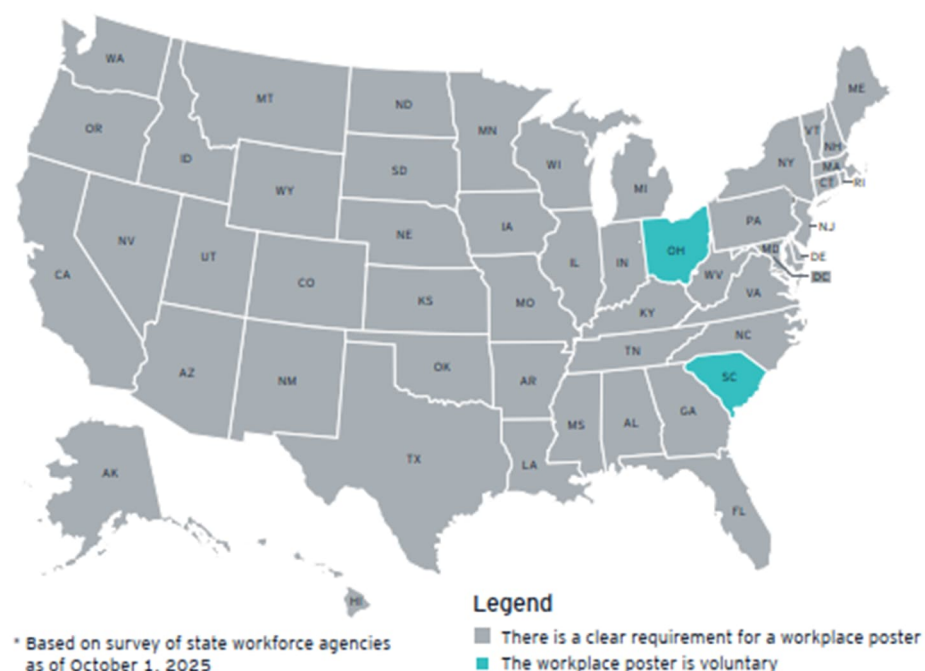 WA
ME
MT
ND
OR
MN
VT
NH
ID
WI
NY
MA
SD
CT
RI
WY
MI
PA
NJ
IA
NE
NV
OH
MD
UT
IL
IN
DE
WV
DC
CA
CO
VA
KS
MO
KY
NC
TN
OK
AZ
NM
AR
SC
GA
MS
AL
TX
LA
AK
FL
HI
Legend
There is a clear requirement for a workplace poster
* Based on survey of state workforce agencies
as of October 1, 2025
The workplace poster is voluntary